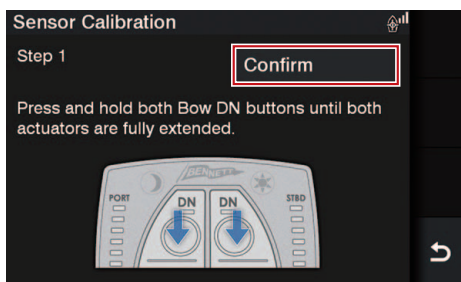 Sensor Calibration
Step 1
Confirm
Press and hold both Bow DN buttons until both
actuators are fully extended.
BENNETT
PORT
DN
DN
STBD